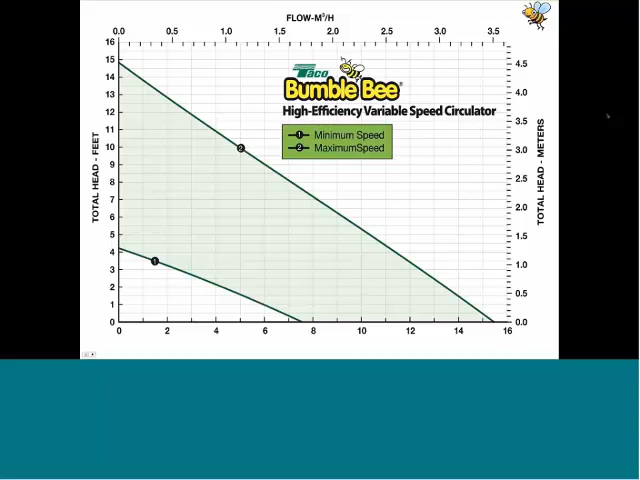 FLOW-M³/H
0.0 0.5 1.0 1.5 2.0 2.5 3.0 3.5
16
15
14
13
12
11
10
9
8
7
6
5
4
3
2
1
0
TOTAL HEAD - FEET
Taco
Bumble Bee®
High-Efficiency Variable Speed Circulator
1 Minimum Speed
2 MaximumSpeed
2
1
4.5
4.0
3.5
3.0
2.5
2.0
1.5
1.0
0.5
0.0
TOTAL HEAD - METERS
0 2 4 6 8 10 12 14 16